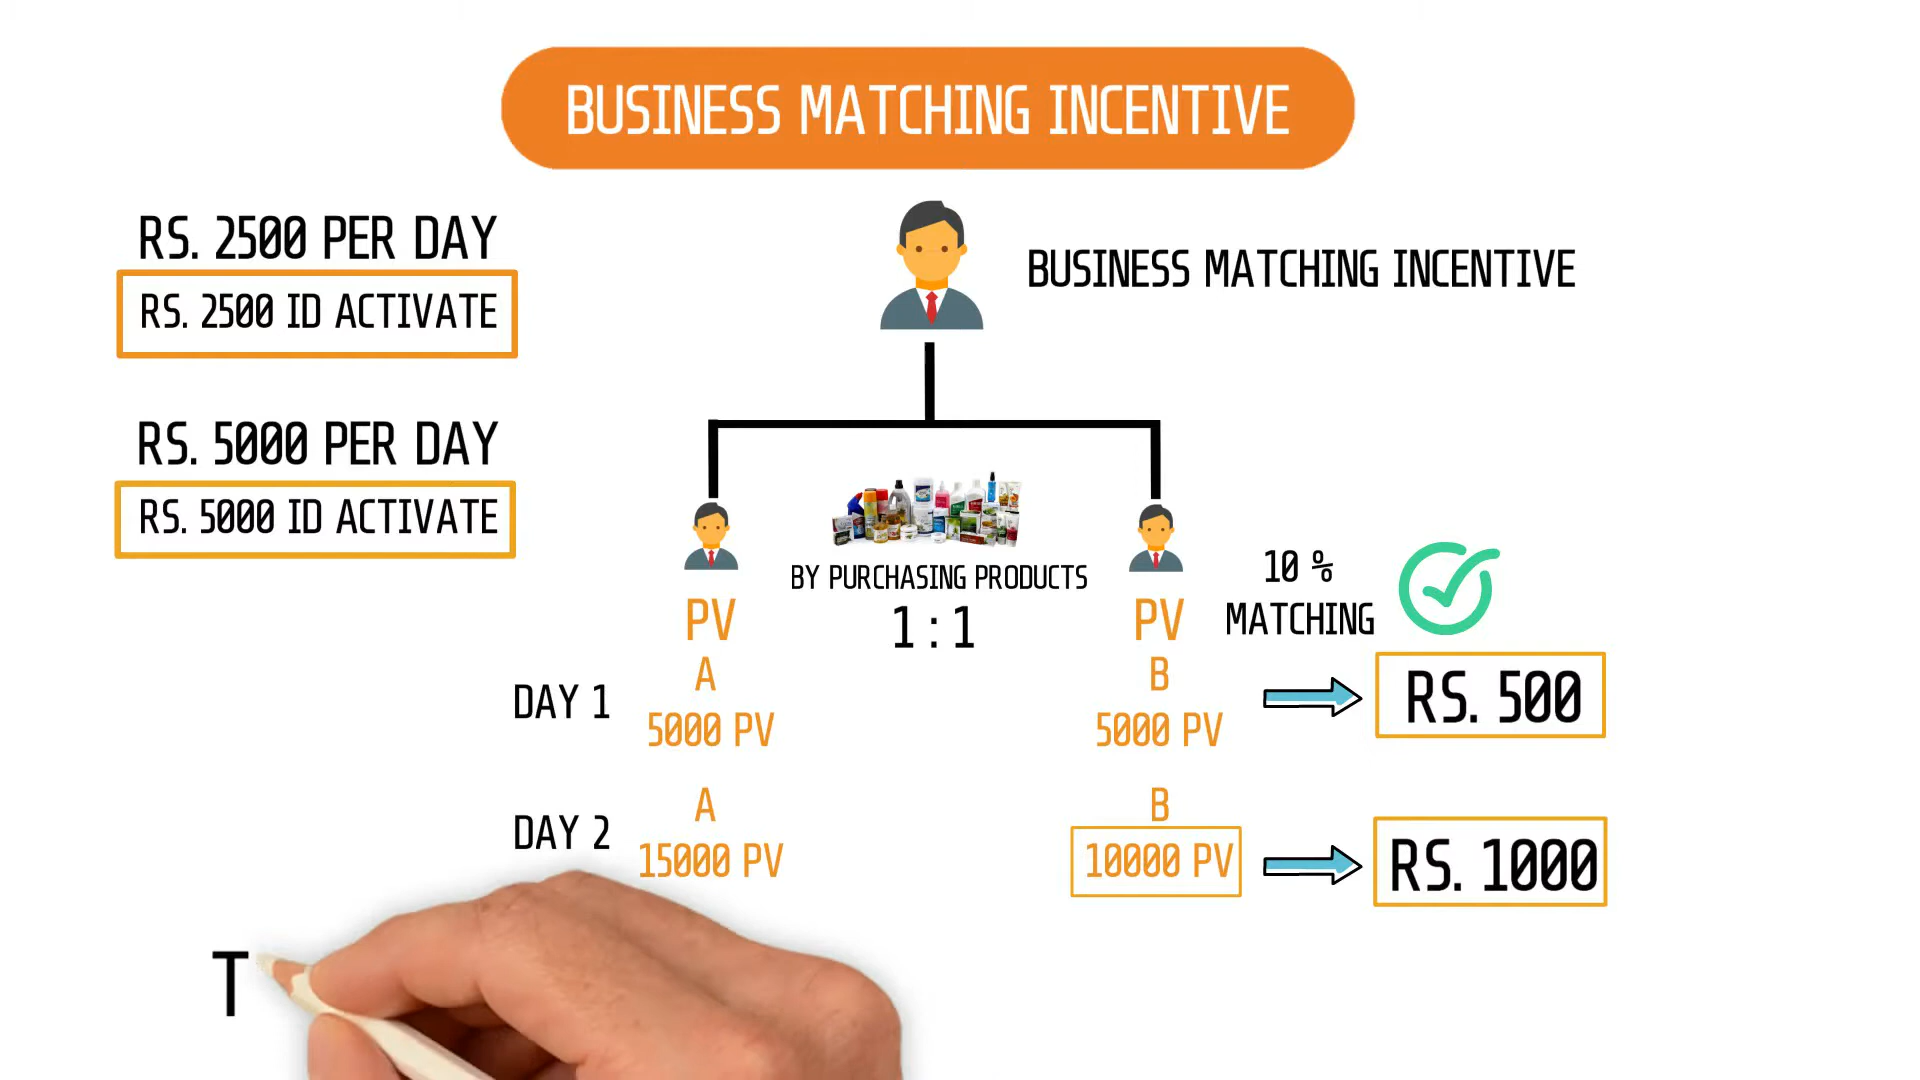 BUSINESS MATCHING INCENTIVE
RS. 2500 PER DAY
RS. 2500 ID ACTIVATE
BUSINESS MATCHING INCENTIVE
RS. 5000 PER DAY
RS. 5000 ID ACTIVATE
BY PURCHASING PRODUCTS
1 : 1
PV
PV
10 %
MATCHING
DAY 1
A
5000 PV
B
5000 PV
RS. 500
DAY 2
A
15000 PV
B
10000 PV
RS. 1000
T